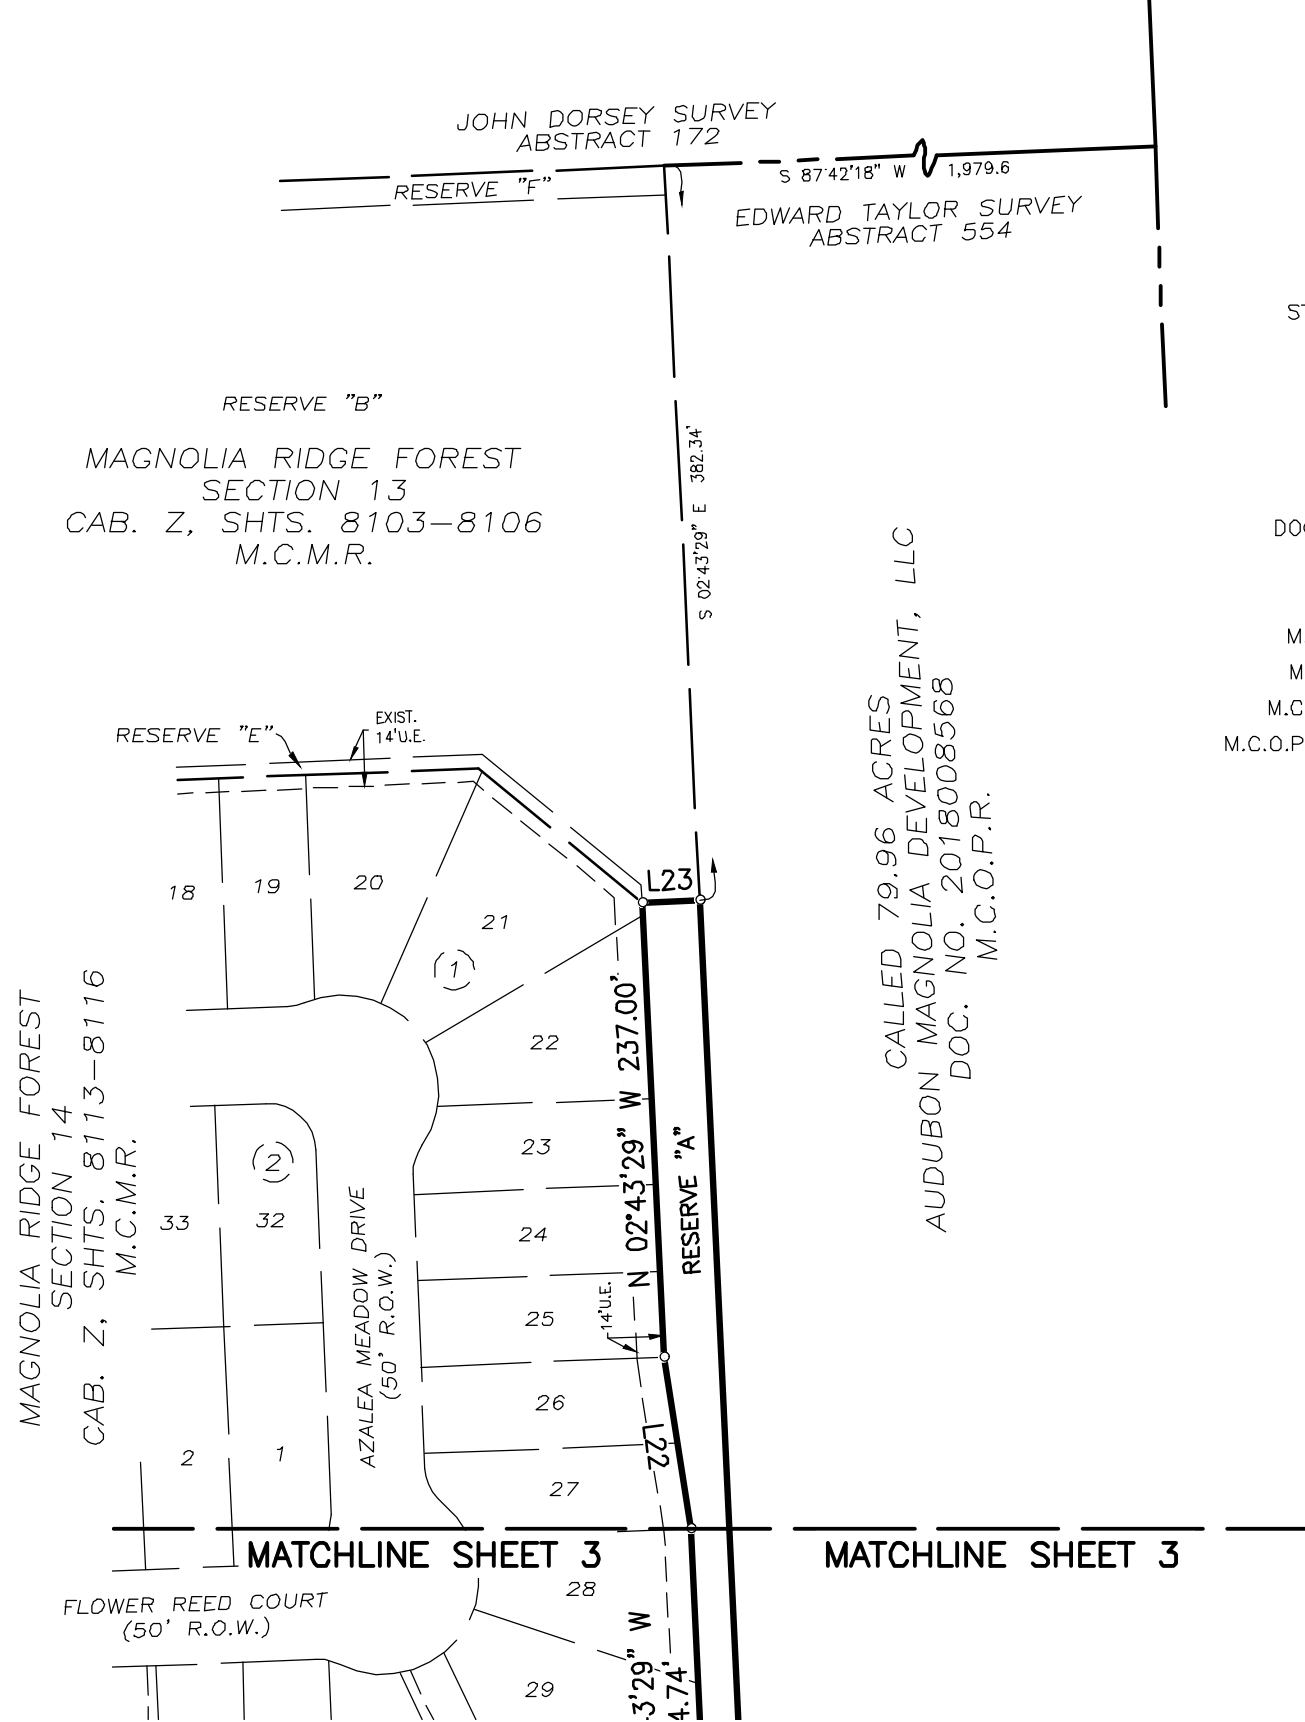 JOHN DORSEY SURVEY
ABSTRACT 172
RESERVE "F"
S 87°42'18" W 1,979.6
EDWARD TAYLOR SURVEY
ABSTRACT 554
RESERVE "B"
MAGNOLIA RIDGE FOREST
SECTION 13
CAB. Z, SHTS. 8103-8106
M.C.M.R.
S 02°43'29" E 382.34'
CALLED 79.96 ACRES
AUDUBON MAGNOLIA DEVELOPMENT, LLC
DOC. NO. 2018008568
M.C.O.P.R.
M.C.O.P
M.C
RESERVE "E"
EXIST.
14'U.E.
L23
18
19
20
21
1
22
23
24
25
26
27
N 02°43'29" W 237.00'
RESERVE "A"
14'U.E.
L22
MAGNOLIA RIDGE FOREST
SECTION 14
CAB. Z, SHTS. 8113-8116
M.C.M.R.
2
33
32
2
1
AZALEA MEADOW DRIVE
(50' R.O.W.)
MATCHLINE SHEET 3
MATCHLINE SHEET 3
FLOWER REED COURT
(50' R.O.W.)
28
29
3'29" W
4.74'